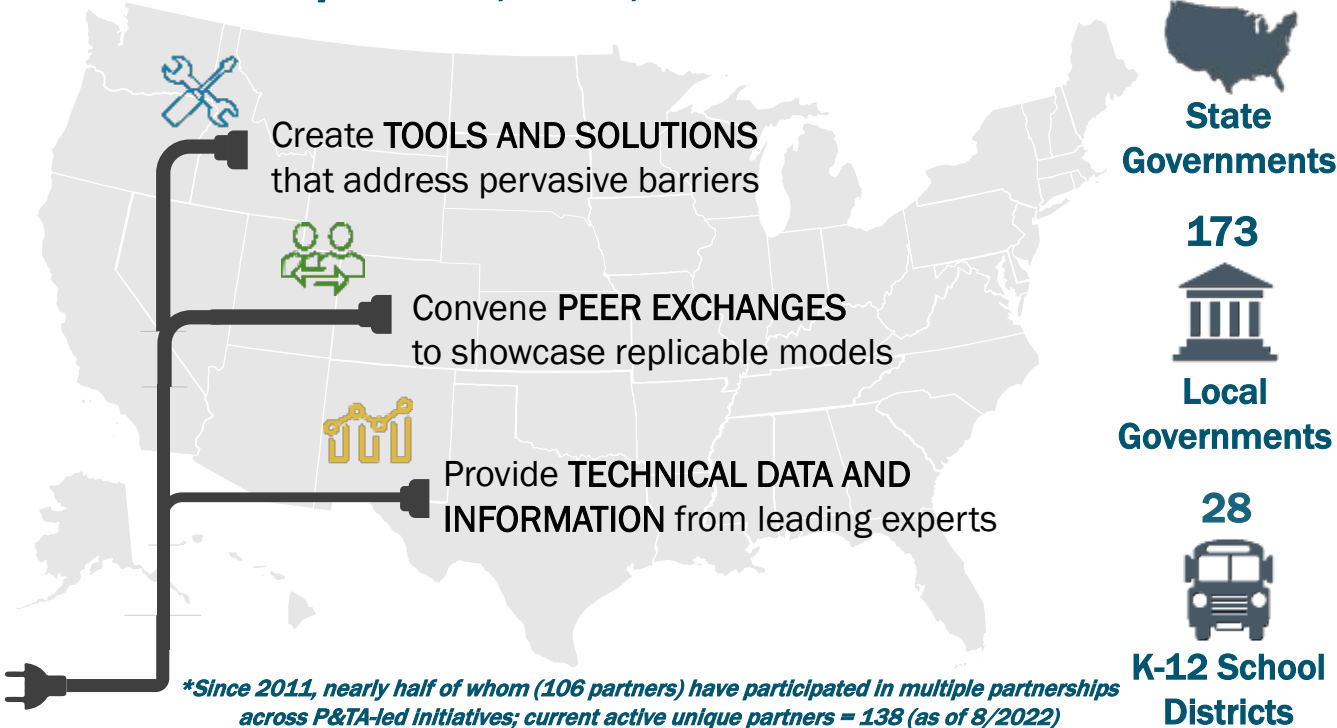 Create TOOLS AND SOLUTIONS
that address pervasive barriers
Convene PEER EXCHANGES
to showcase replicable models
Provide TECHNICAL DATA AND
INFORMATION from leading experts
*Since 2011, nearly half of whom (106 partners) have participated in multiple partnerships
across P&TA-led initiatives; current active unique partners = 138 (as of 8/2022)
State
Governments
173
Local
Governments
28
K-12 School
Districts